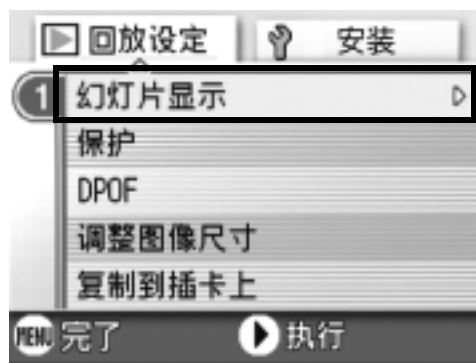 回放设定 安装
1 幻灯片显示
保护
DPOF
调整图像尺寸
复制到插卡上
MENU 完了 执行